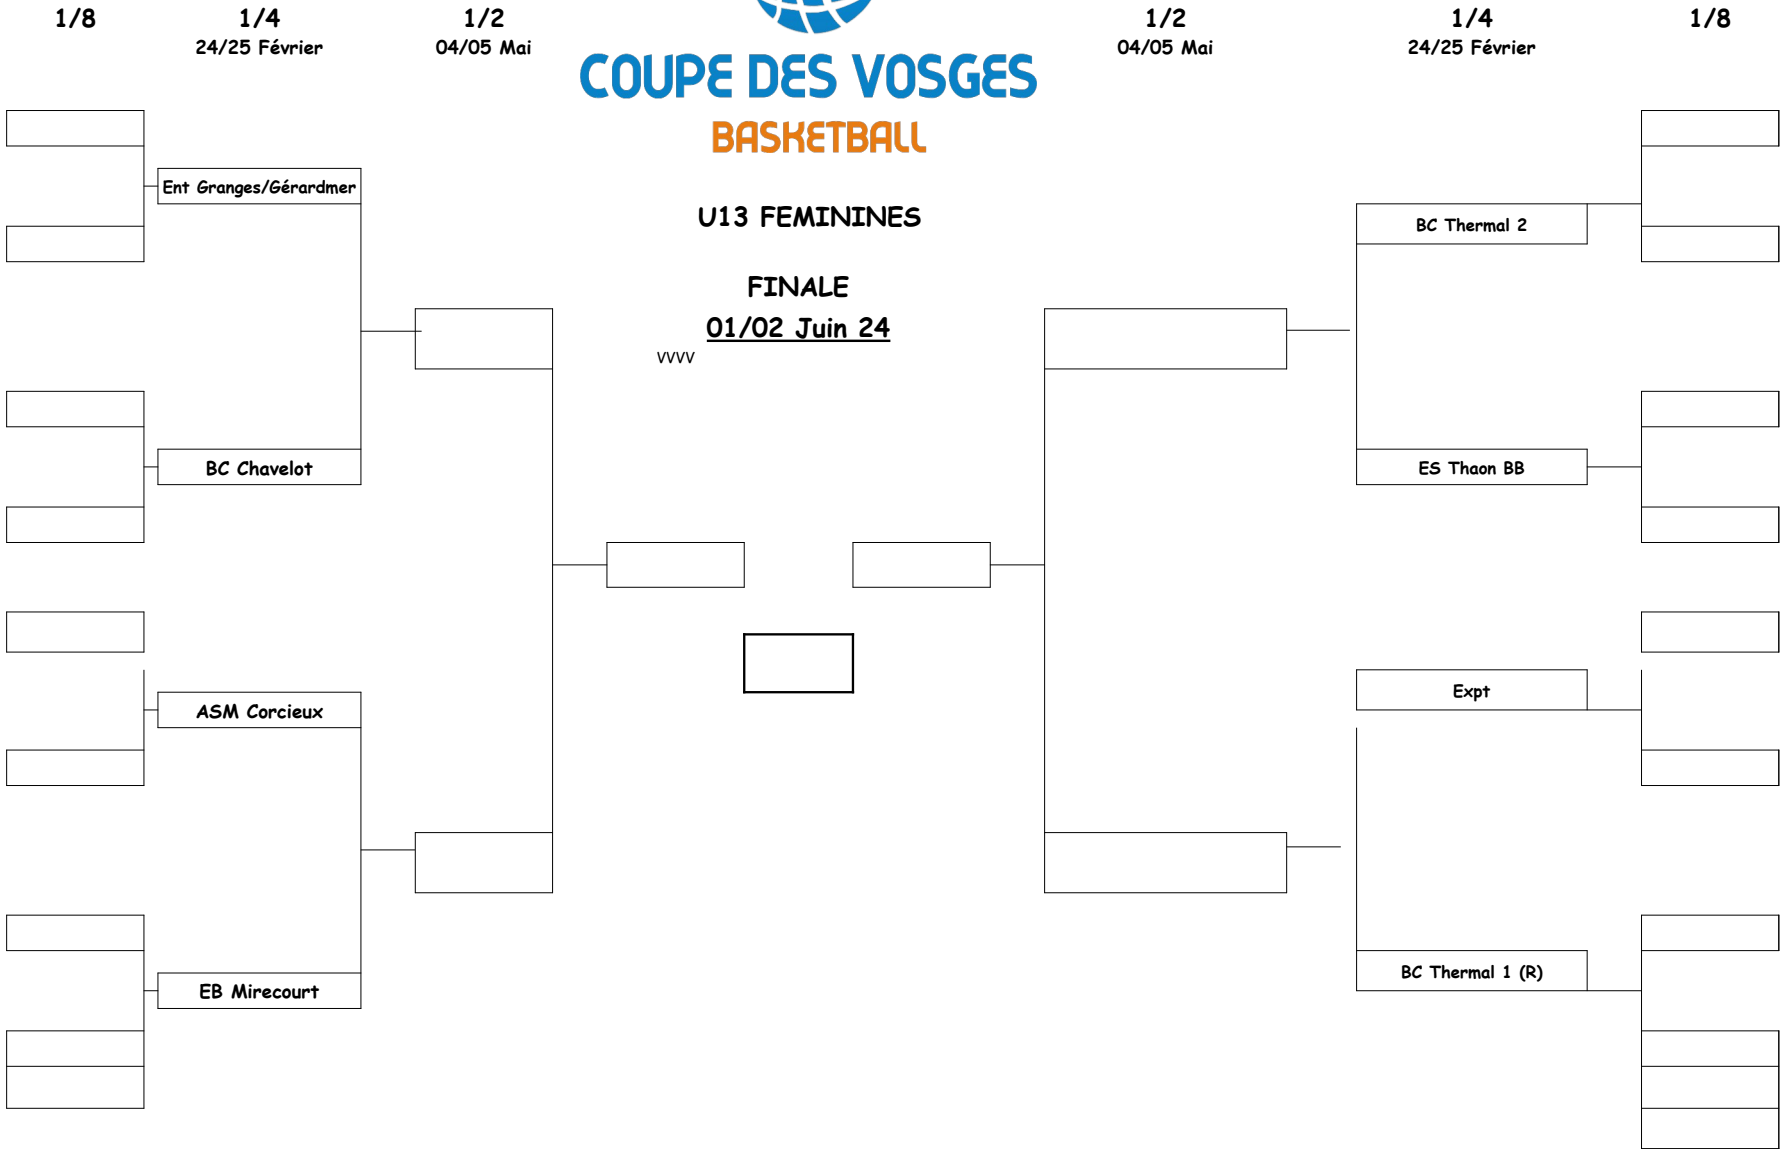 1/8
1/4
24/25 Février
1/2
04/05 Mai
COUPE DES VOSGES
BASKETBALL
1/2
04/05 Mai
1/4
24/25 Février
1/8
U13 FEMININES
FINALE
01/02 Juin 24
VVVV
Ent Granges/Gérardmer
BC Thermal 2
BC Chavelot
ES Thaon BB
ASM Corcieux
Expt
EB Mirecourt
BC Thermal 1 (R)